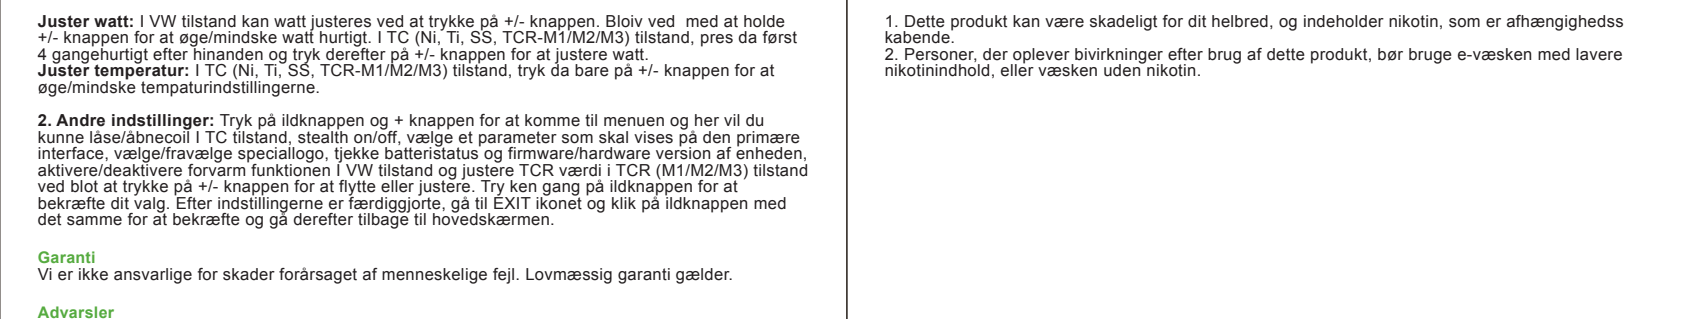 Juster watt: I VW tilstand kan watt justeres ved at trykke på +/- knappen. Bloiv ved  med at holde
+/- knappen for at øge/mindske watt hurtigt. I TC (Ni, Ti, SS, TCR-M1/M2/M3) tilstand, pres da først
4 gangehurtigt efter hinanden og tryk derefter på +/- knappen for at justere watt.
Juster temperatur: I TC (Ni, Ti, SS, TCR-M1/M2/M3) tilstand, tryk da bare på +/- knappen for at
øge/mindske tempaturindstillingerne.
2. Andre indstillinger: Tryk på ildknappen og + knappen for at komme til menuen og her vil du
kunne låse/åbnecoil I TC tilstand, stealth on/off, vælge et parameter som skal vises på den primære
interface, vælge/fravælge speciallogo, tjekke batteristatus og firmware/hardware version af enheden,
aktivere/deaktivere forvarm funktionen I VW tilstand og justere TCR værdi i TCR (M1/M2/M3) tilstand
ved blot at trykke på +/- knappen for at flytte eller justere. Try ken gang på ildknappen for at
bekræfte dit valg. Efter indstillingerne er færdiggjorte, gå til EXIT ikonet og klik på ildknappen med
det samme for at bekræfte og gå derefter tilbage til hovedskærmen.
Garanti
Vi er ikke ansvarlige for skader forårsaget af menneskelige fejl. Lovmæssig garanti gælder.
Advarsler
1. Dette produkt kan være skadeligt for dit helbred, og indeholder nikotin, som er afhængighedss
kabende.
2. Personer, der oplever bivirkninger efter brug af dette produkt, bør bruge e-væsken med lavere
nikotinindhold, eller væsken uden nikotin.